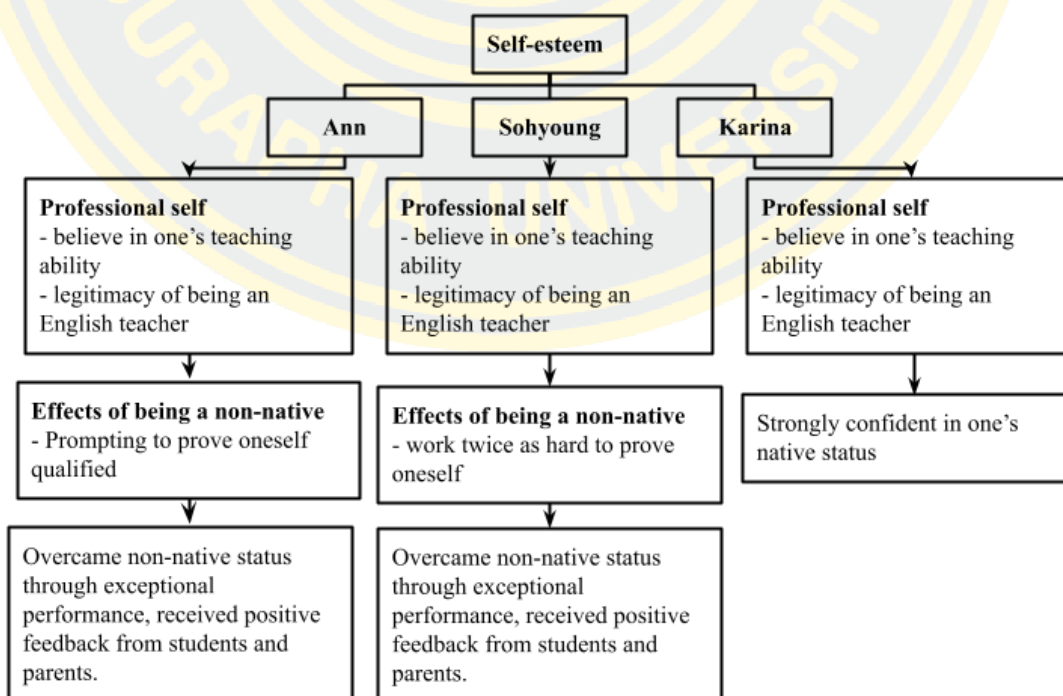 Self-esteem
Ann
Sohyoung
Karina
Professional self
- believe in one's teaching
ability
- legitimacy of being an
English teacher
Professional self
- believe in one's teaching
ability
- legitimacy of being an
English teacher
Professional self
- believe in one's teaching
ability
- legitimacy of being an
English teacher
Effects of being a non-native
- Prompting to prove oneself
qualified
Effects of being a non-native
- work twice as hard to prove
oneself
Strongly confident in one's
native status
Overcame non-native status
through exceptional
performance, received positive
feedback from students and
parents.
Overcame non-native status
through exceptional
performance, received positive
feedback from students and
parents.
URAPHA UNIVERSIT